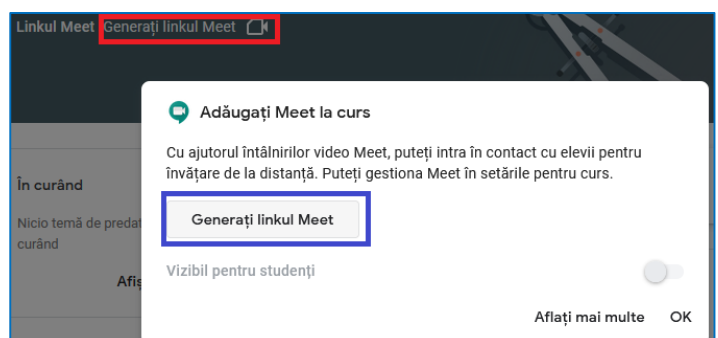 Linkul Meet Generați linkul Meet
Adăugați Meet la curs
Cu ajutorul întâlnirilor video Meet, puteți intra în contact cu elevii pentru
învățare de la distanță. Puteți gestiona Meet în setările pentru curs.
Generați linkul Meet
Vizibil pentru studenți
Aflați mai multe OK
În curând
Nicio temă de predat
curând